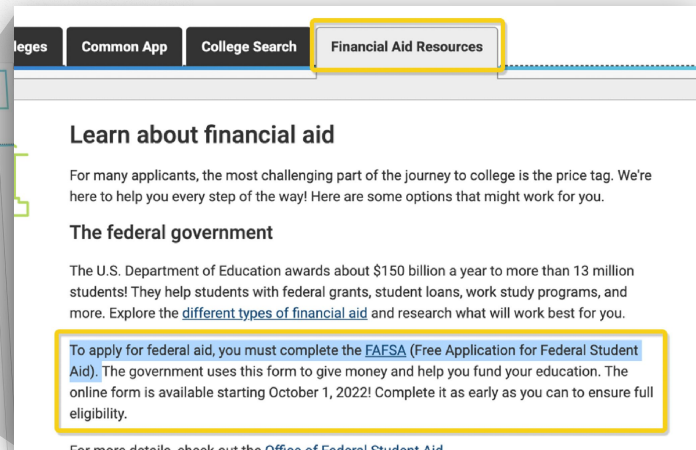 leges
Common App
College Search
Financial Aid Resources
Learn about financial aid
For many applicants, the most challenging part of the journey to college is the price tag. We're
here to help you every step of the way! Here are some options that might work for you.
The federal government
The U.S. Department of Education awards about $150 billion a year to more than 13 million
students! They help students with federal grants, student loans, work study programs, and
more. Explore the different types of financial aid and research what will work best for you.
To apply for federal aid, you must complete the FAFSA (Free Application for Federal Student
Aid). The government uses this form to give money and help you fund your education. The
online form is available starting October 1, 2022! Complete it as early as you can to ensure full
eligibility.
For more details, check out the Office of Federal Student Aid